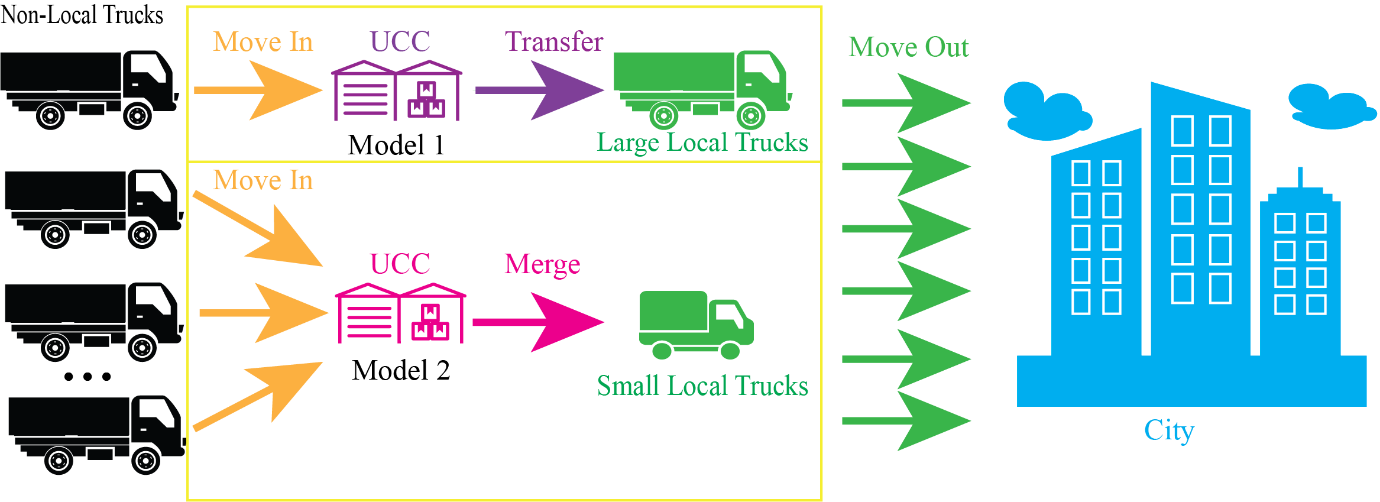 Non-Local Trucks
Move In
UCC
Transfer
Move Out
Model 1
Large Local Trucks
Move In
UCC
Merge
Model 2
Small Local Trucks
City